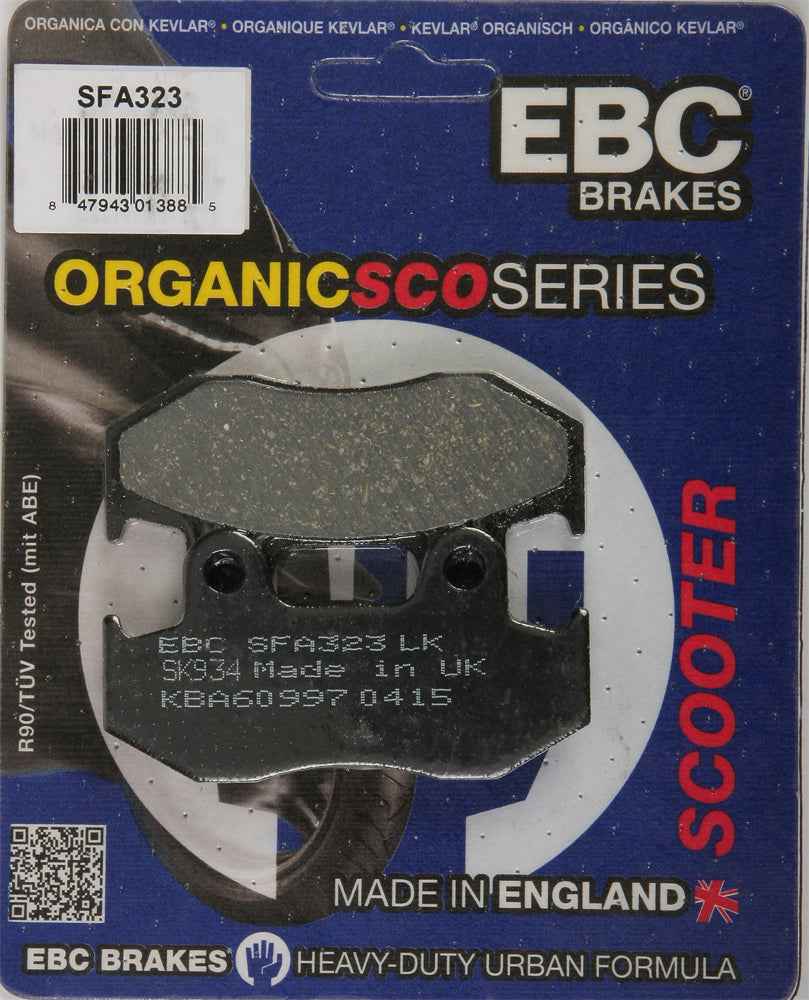 ORGANICA CON KEVLAR® • ORGANIQUE KEVLAR® • KEVLAR® ORGANISCH • ORGÂNICO KEVLAR®
SFA323
8 47943 01388 5
EBC®
BRAKES
ORGANICSCOSERIES
R90/TÜV Tested (mit ABE)
SCOOTER
EBC SFA323 LK
SK934 Made in UK
KBA60997 0415
MADE IN ENGLAND
EBC BRAKES® HEAVY-DUTY URBAN FORMULA